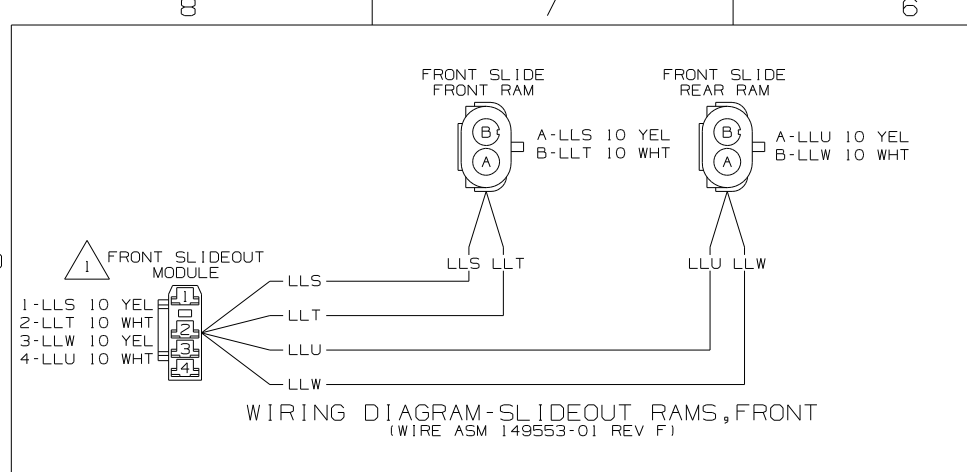 8 7 6
FRONT SLIDE
FRONT RAM
B
A
A-LLS 10 YEL
B-LLT 10 WHT
FRONT SLIDE
REAR RAM
B
A
A-LLU 10 YEL
B-LLW 10 WHT
LLS LLT
LLU LLW
1
FRONT SLIDEOUT
MODULE
1-LLS 10 YEL
2-LLT 10 WHT
3-LLW 10 YEL
4-LLU 10 WHT
1
2
3
4
LLS
LLT
LLU
LLW
WIRING DIAGRAM-SLIDEOUT RAMS,FRONT
(WIRE ASM 149553-01 REV F)